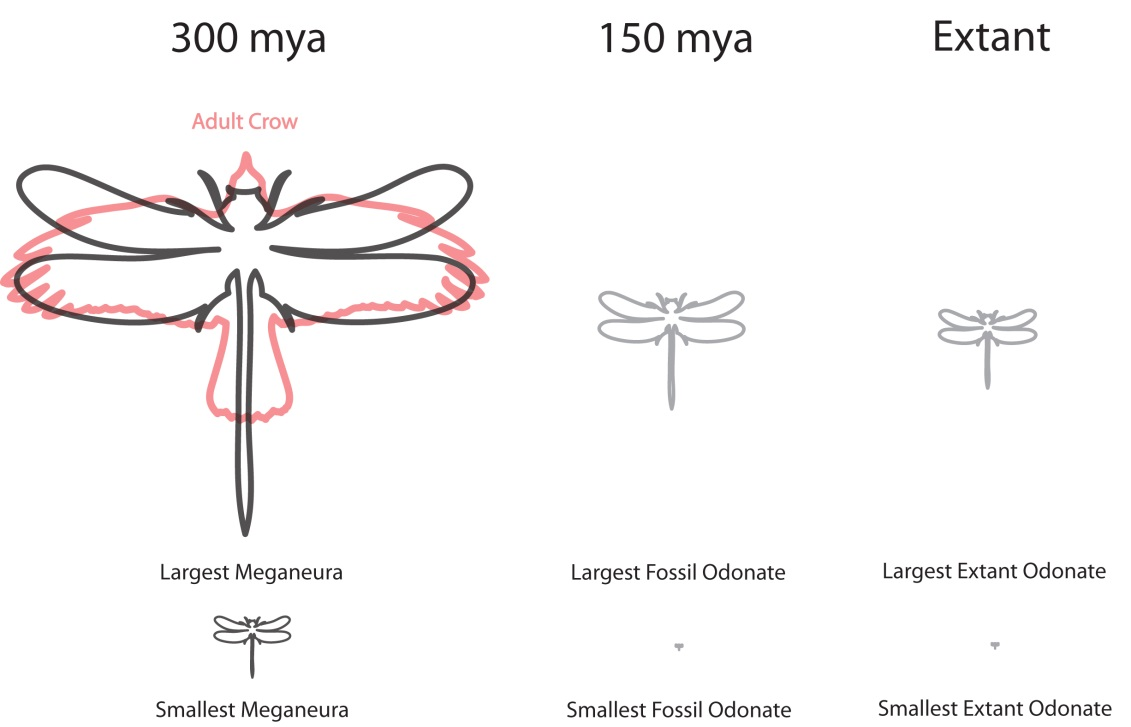 300 mya
150 mya
Extant
Adult Crow
Largest Meganeura
Largest Fossil Odonate
Largest Extant Odonate
Smallest Meganeura
Smallest Fossil Odonate
Smallest Extant Odonate